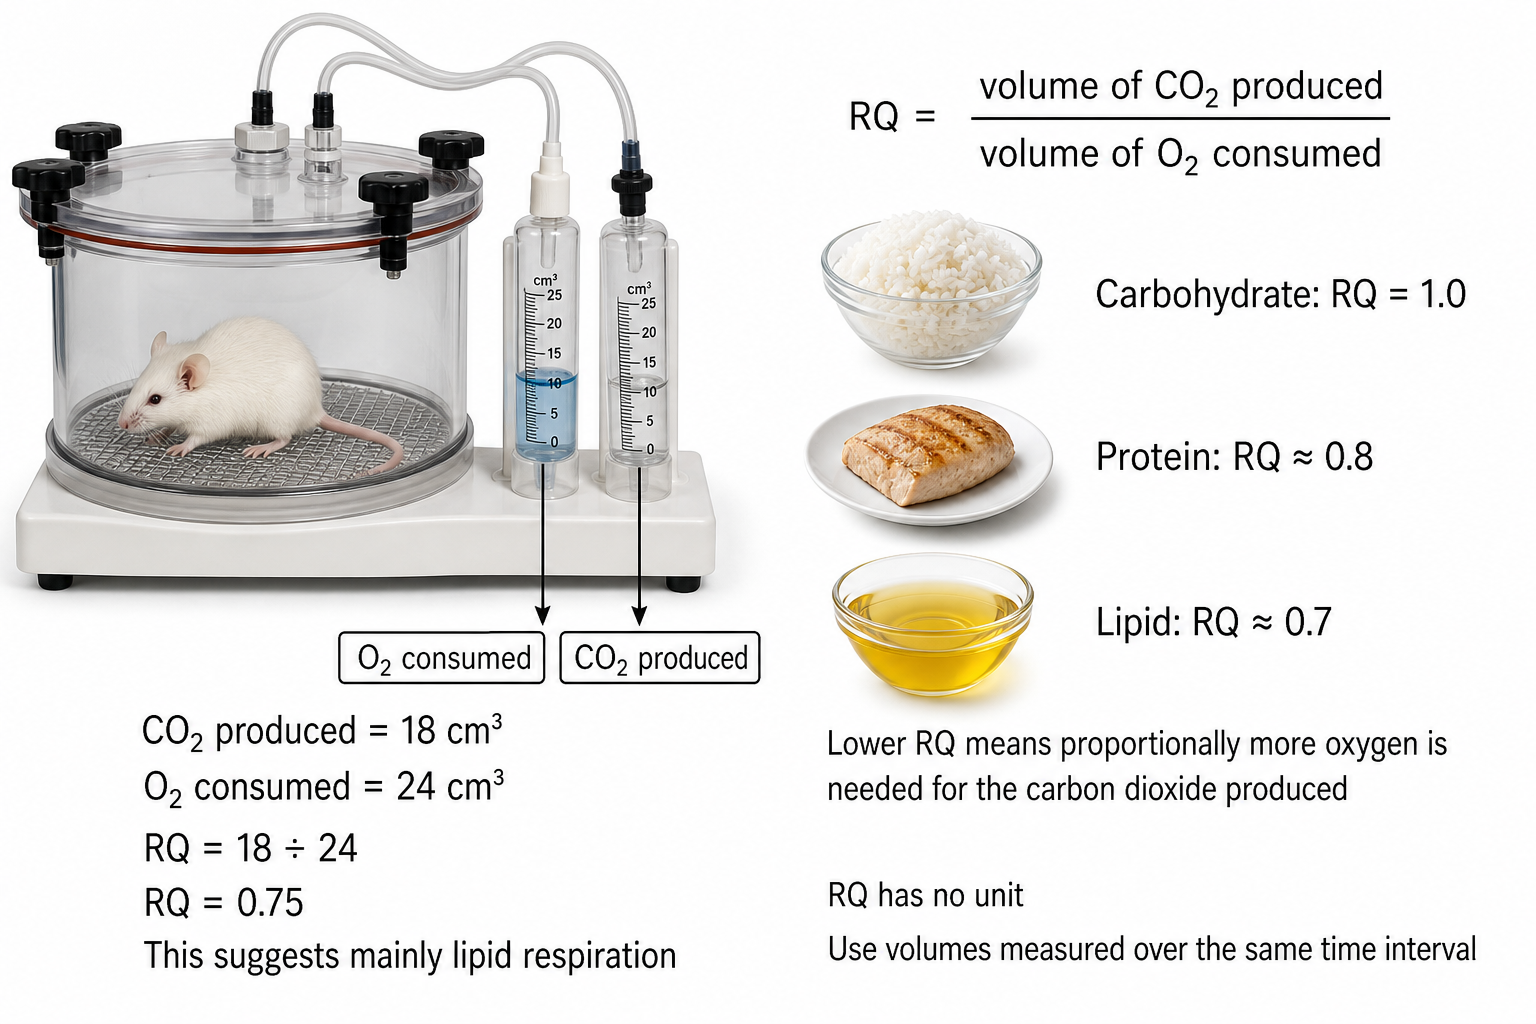 cm³
25
20
15
10
5
0
cm³
25
20
15
10
5
0
O₂ consumed
CO₂ produced
CO₂ produced = 18 cm³
O₂ consumed = 24 cm³
RQ = 18 ÷ 24
RQ = 0.75
This suggests mainly lipid respiration
RQ =
volume of CO₂ produced
volume of O₂ consumed
Carbohydrate: RQ = 1.0
Protein: RQ ≈ 0.8
Lipid: RQ ≈ 0.7
Lower RQ means proportionally more oxygen is
needed for the carbon dioxide produced
RQ has no unit
Use volumes measured over the same time interval